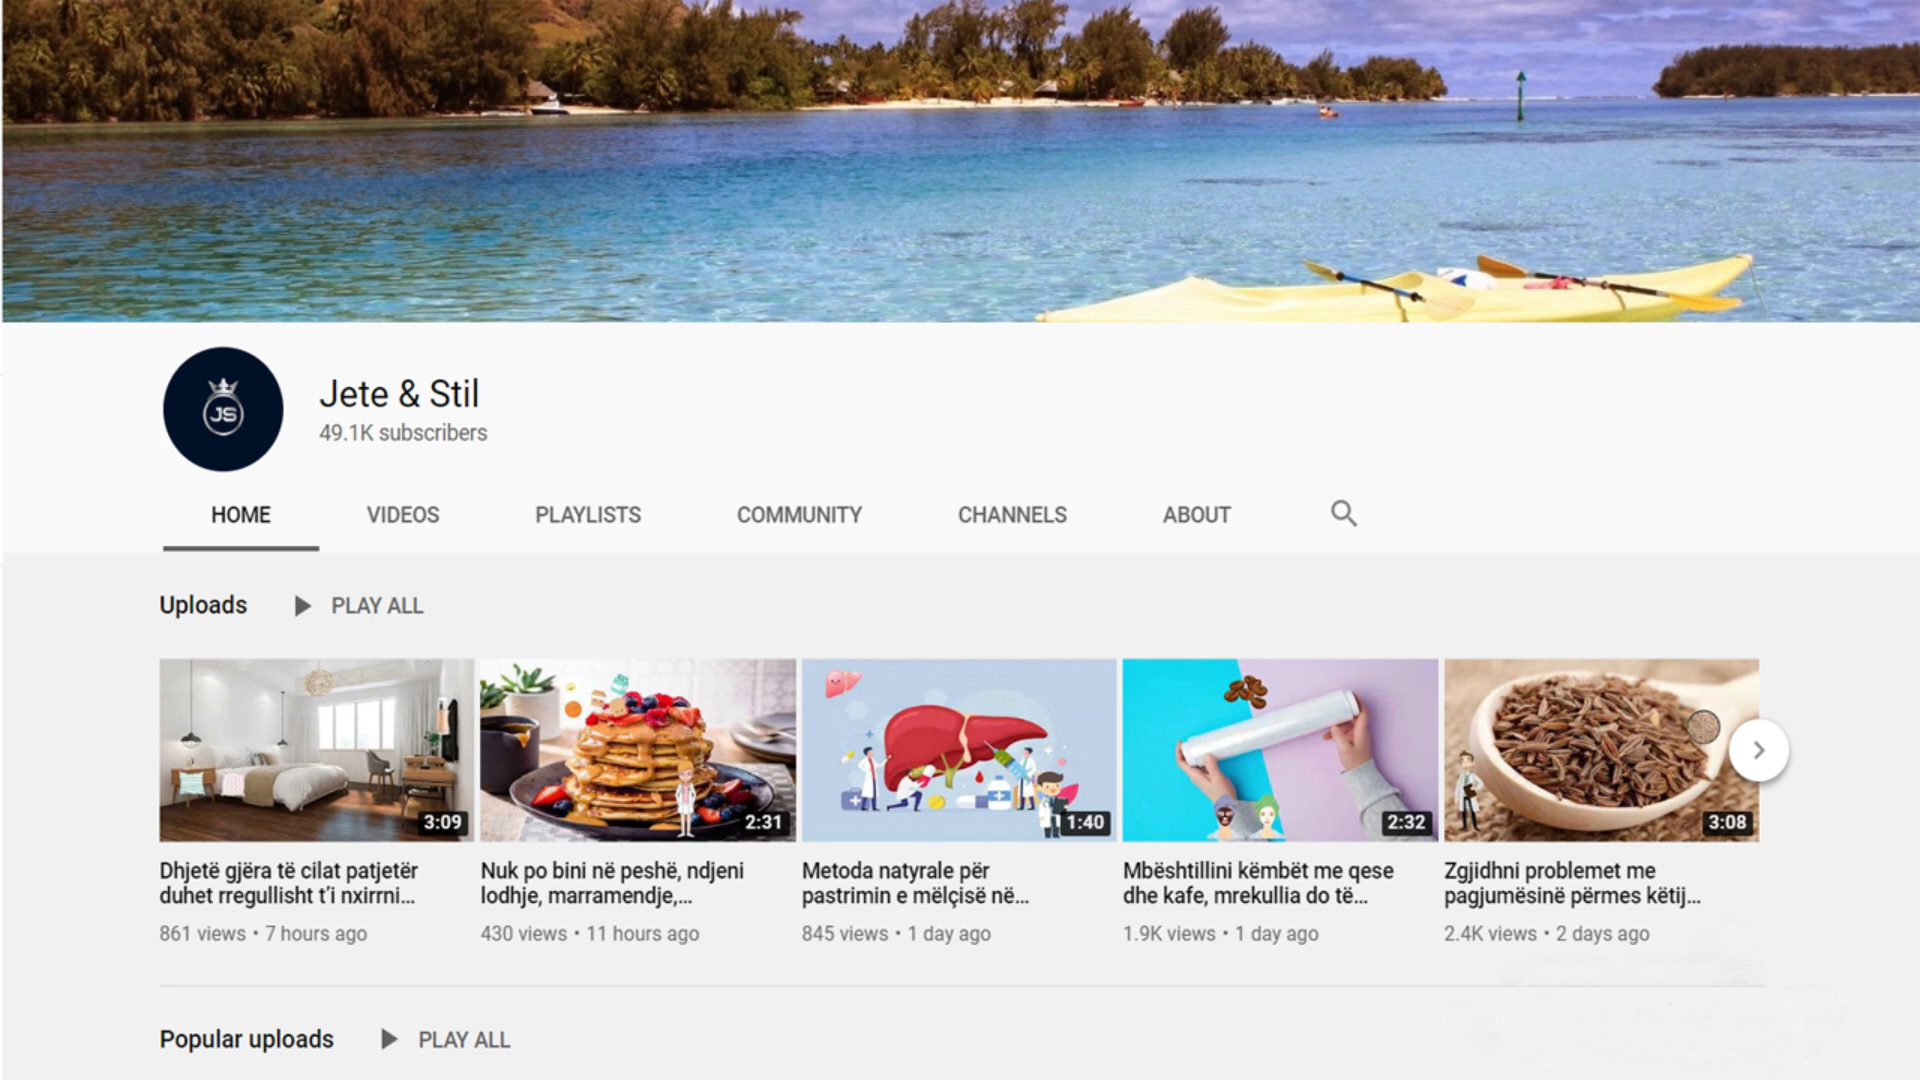 JS
Jete & Stil
49.1K subscribers
HOME VIDEOS PLAYLISTS COMMUNITY CHANNELS ABOUT
Uploads PLAY ALL
3:09 2:31 1:40 2:32 3:08
Dhjetë gjëra të cilat patjetër
duhet rregullisht t'i nxirrni...
861 views • 7 hours ago
Nuk po bini në peshë, ndjeni
lodhje, marramendje,...
430 views • 11 hours ago
Metoda natyrale për
pastrimin e mëlçisë në...
845 views • 1 day ago
Mbështillini këmbët me qese
dhe kafe, mrekullia do të...
1.9K views • 1 day ago
Zgjidhni problemet me
pagjumësinë përmes këtij...
2.4K views • 2 days ago
Popular uploads PLAY ALL